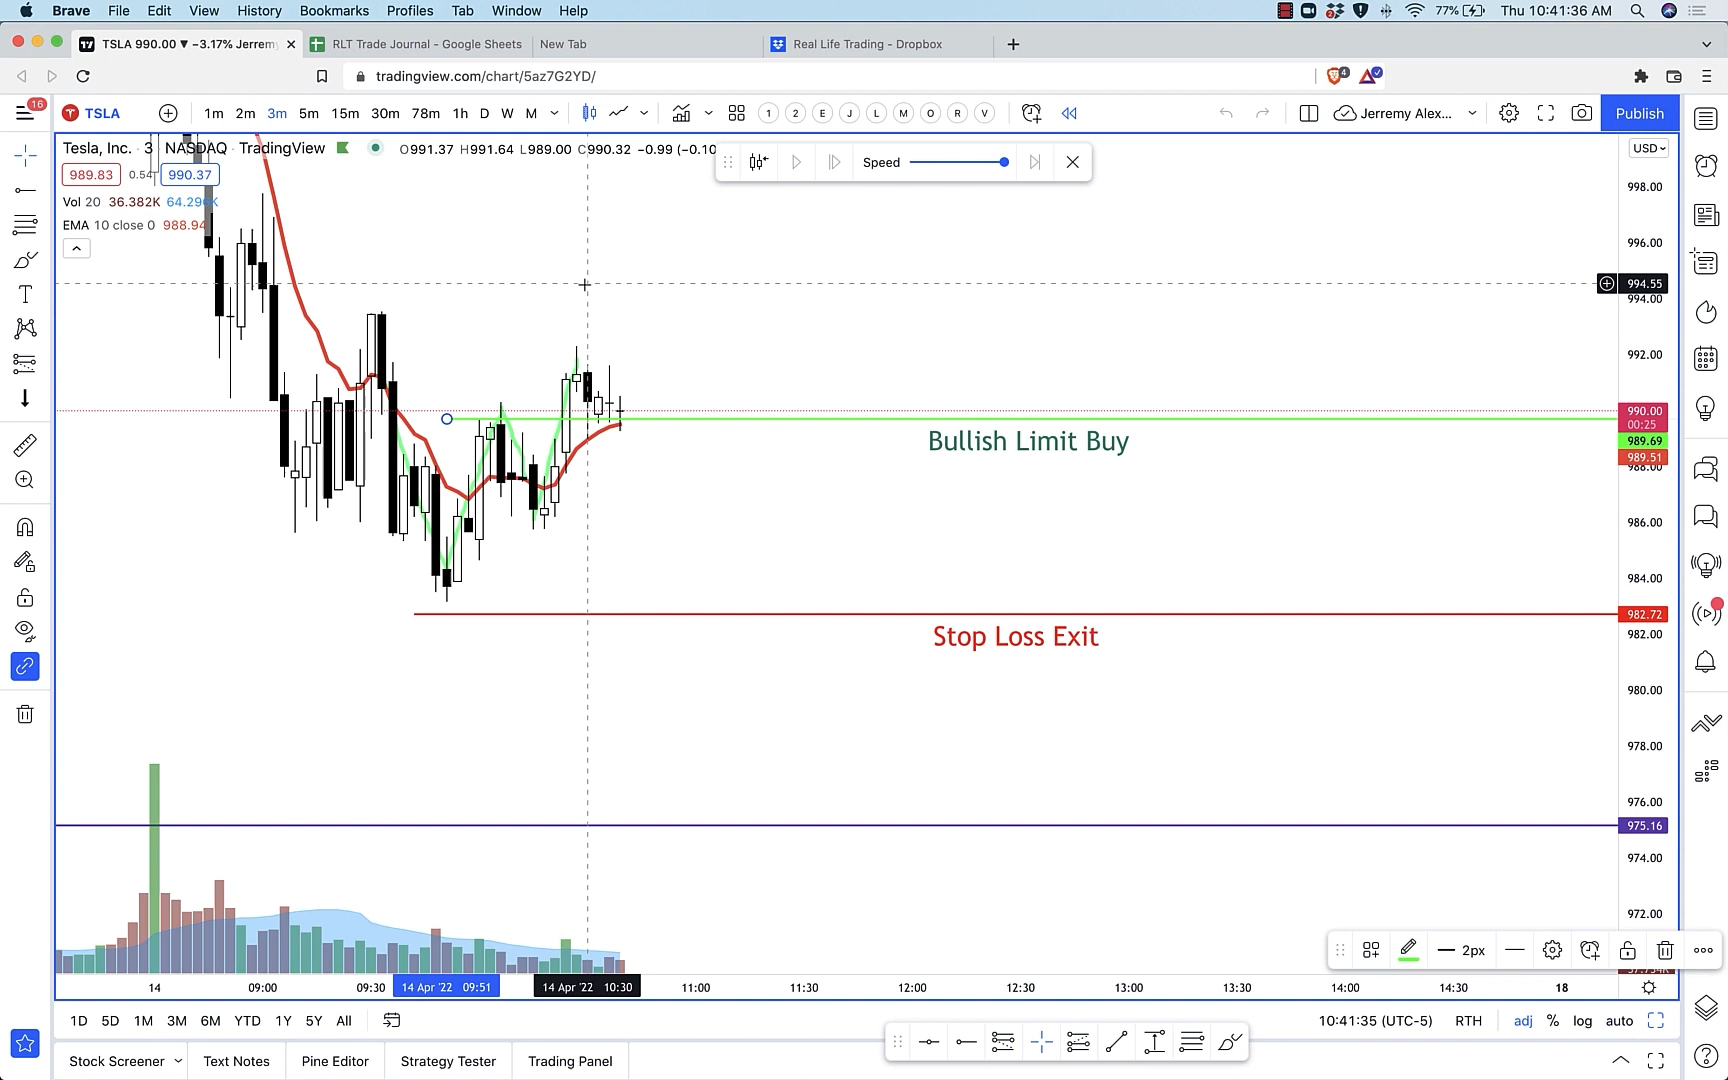 Brave File Edit View History Bookmarks Profiles Tab Window Help 77% Thu 10:41:36 AM
TSLA 990.00 ▼ −3.17% Jerremy RLT Trade Journal - Google Sheets New Tab Real Life Trading - Dropbox
tradingview.com/chart/5az7G2YD/
16 TSLA 1m 2m 3m 5m 15m 30m 78m 1h D W M 1 2 E J L M O R V Jerremy Alex... Publish
Tesla, Inc. · 3 · NASDAQ · TradingView O991.37 H991.64 L989.00 C990.32 −0.99 (−0.10
Speed
USD
989.83 0.54 990.37
Vol 20 36.382K
EMA 10 close 0 988.94
998.00
996.00
994.55
994.00
992.00
990.00
00:25
989.69
989.51
988.00
Bullish Limit Buy
986.00
984.00
982.72
982.00
Stop Loss Exit
980.00
978.00
976.00
975.16
974.00
972.00
2px
14 09:00 09:30 14 Apr '22 09:51 14 Apr '22 10:30 11:00 11:30 12:00 12:30 13:00 13:30 14:00 14:30 18
1D 5D 1M 3M 6M YTD 1Y 5Y All 10:41:35 (UTC-5) RTH adj % log auto
Stock Screener Text Notes Pine Editor Strategy Tester Trading Panel